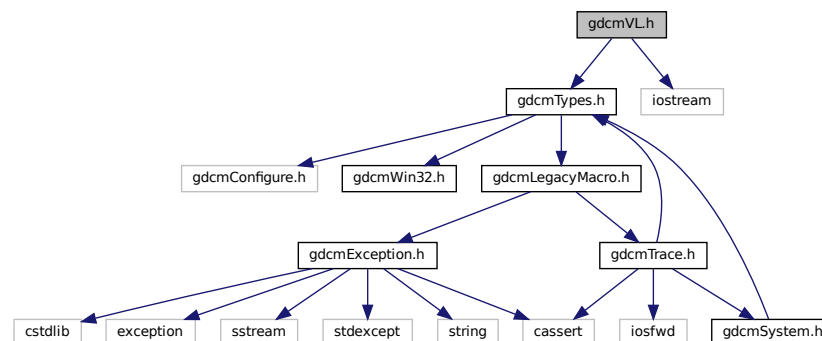 gdcmVL.h
gdcmTypes.h
iostream
gdcmConfigure.h
gdcmWin32.h
gdcmLegacyMacro.h
gdcmException.h
gdcmTrace.h
cstdlib
exception
sstream
stdexcept
string
cassert
iosfwd
gdcmSystem.h